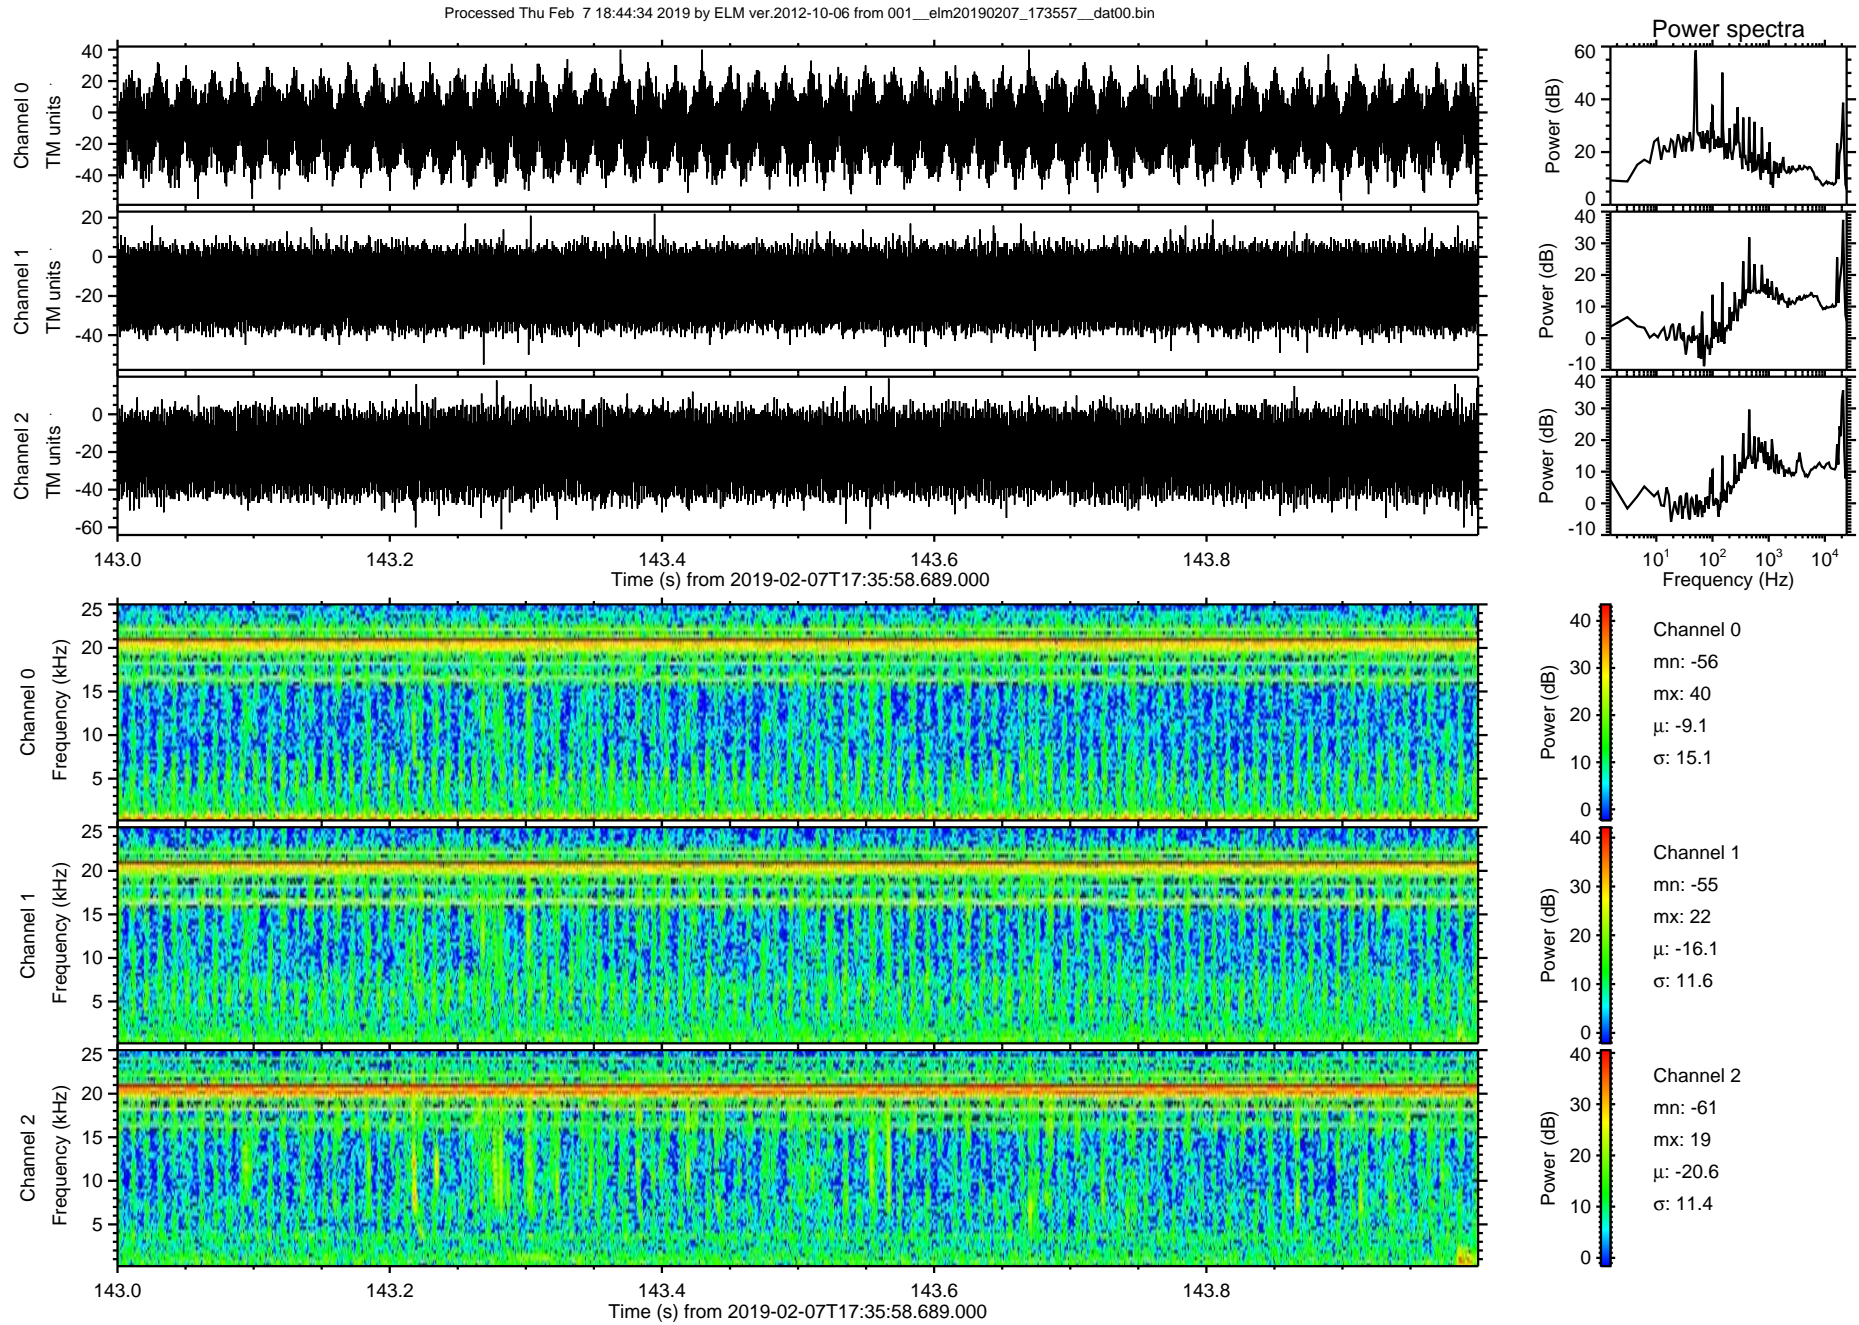 Processed Thu Feb  7 18:44:34 2019 by ELM ver.2012-10-06 from 001__elm20190207_173557__dat00.bin
Power spectra
Channel 0
TM units
40
20
0
-20
-40
Power (dB)
60
40
20
0
Channel 1
TM units
20
0
-20
-40
Power (dB)
40
30
20
10
0
-10
Channel 2
TM units
0
-20
-40
-60
Power (dB)
40
30
20
10
0
-10
143.0 143.2 143.4 143.6 143.8
Time (s) from 2019-02-07T17:35:58.689.000
10¹ 10² 10³ 10⁴
Frequency (Hz)
Channel 0
Frequency (kHz)
25
20
15
10
5
Power (dB)
40
30
20
10
0
Channel 0
mn: -56
mx: 40
μ: -9.1
σ: 15.1
Channel 1
Frequency (kHz)
25
20
15
10
5
Power (dB)
40
30
20
10
0
Channel 1
mn: -55
mx: 22
μ: -16.1
σ: 11.6
Channel 2
Frequency (kHz)
25
20
15
10
5
Power (dB)
40
30
20
10
0
Channel 2
mn: -61
mx: 19
μ: -20.6
σ: 11.4
143.0 143.2 143.4 143.6 143.8
Time (s) from 2019-02-07T17:35:58.689.000